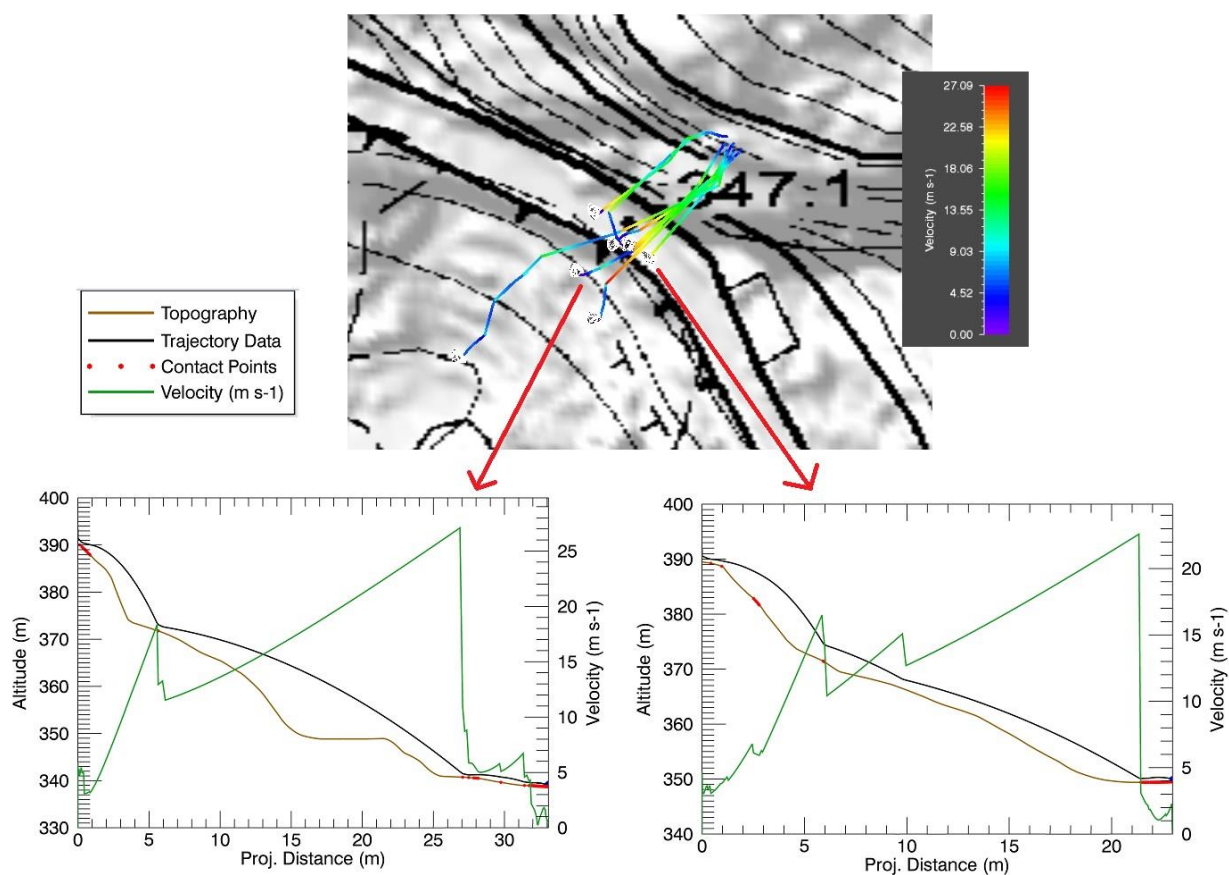 347.1
27.09
22.58
18.06
13.55
9.03
4.52
0.00
Velocity (m s-1)
Topography
Trajectory Data
Contact Points
Velocity (m s-1)
400
390
380
370
360
350
340
330
Altitude (m)
0 5 10 15 20 25 30
Proj. Distance (m)
25
20
15
10
5
0
Velocity (m s-1)
400
390
380
370
360
350
340
Altitude (m)
0 10 20
Proj. Distance (m)
20
15
10
5
0
Velocity (m s-1)